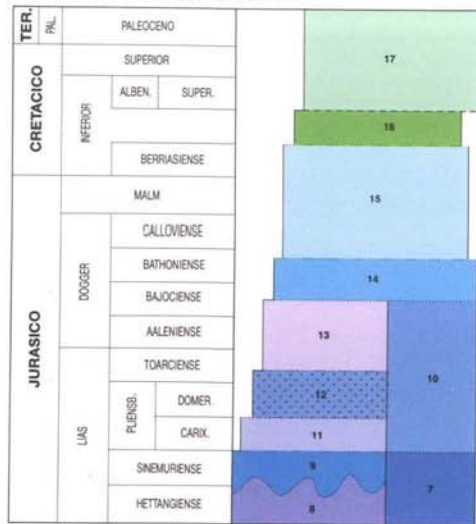 TER.
PAL.
PALEOCENO
17
CRETACICO
SUPERIOR
INFERIOR
ALBEN.
SUPER.
16
BERRIASIENSE
JURASICO
MALM
15
DOGGER
CALLOVIENSE
BATHONIENSE
14
BAJOCIENSE
AALENIENSE
13
10
LIAS
TOARCIENSE
PLIENSB.
DOMER.
12
CARIX.
11
SINEMURIENSE
9
7
HETTANGIENSE
8